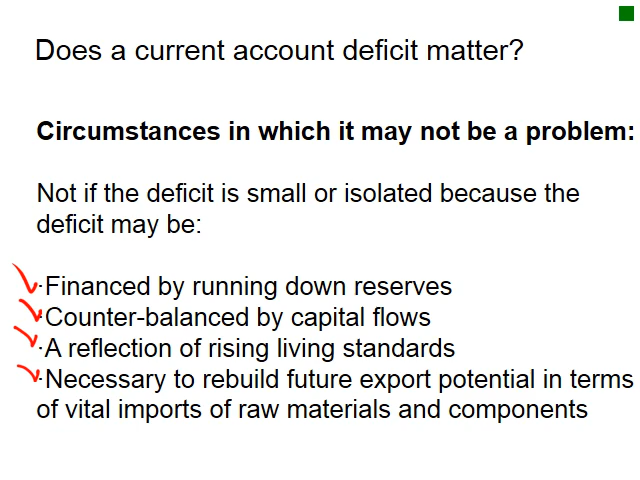 Does a current account deficit matter?
Circumstances in which it may not be a problem:
Not if the deficit is small or isolated because the
deficit may be:
·Financed by running down reserves
·Counter-balanced by capital flows
·A reflection of rising living standards
·Necessary to rebuild future export potential in terms
of vital imports of raw materials and components